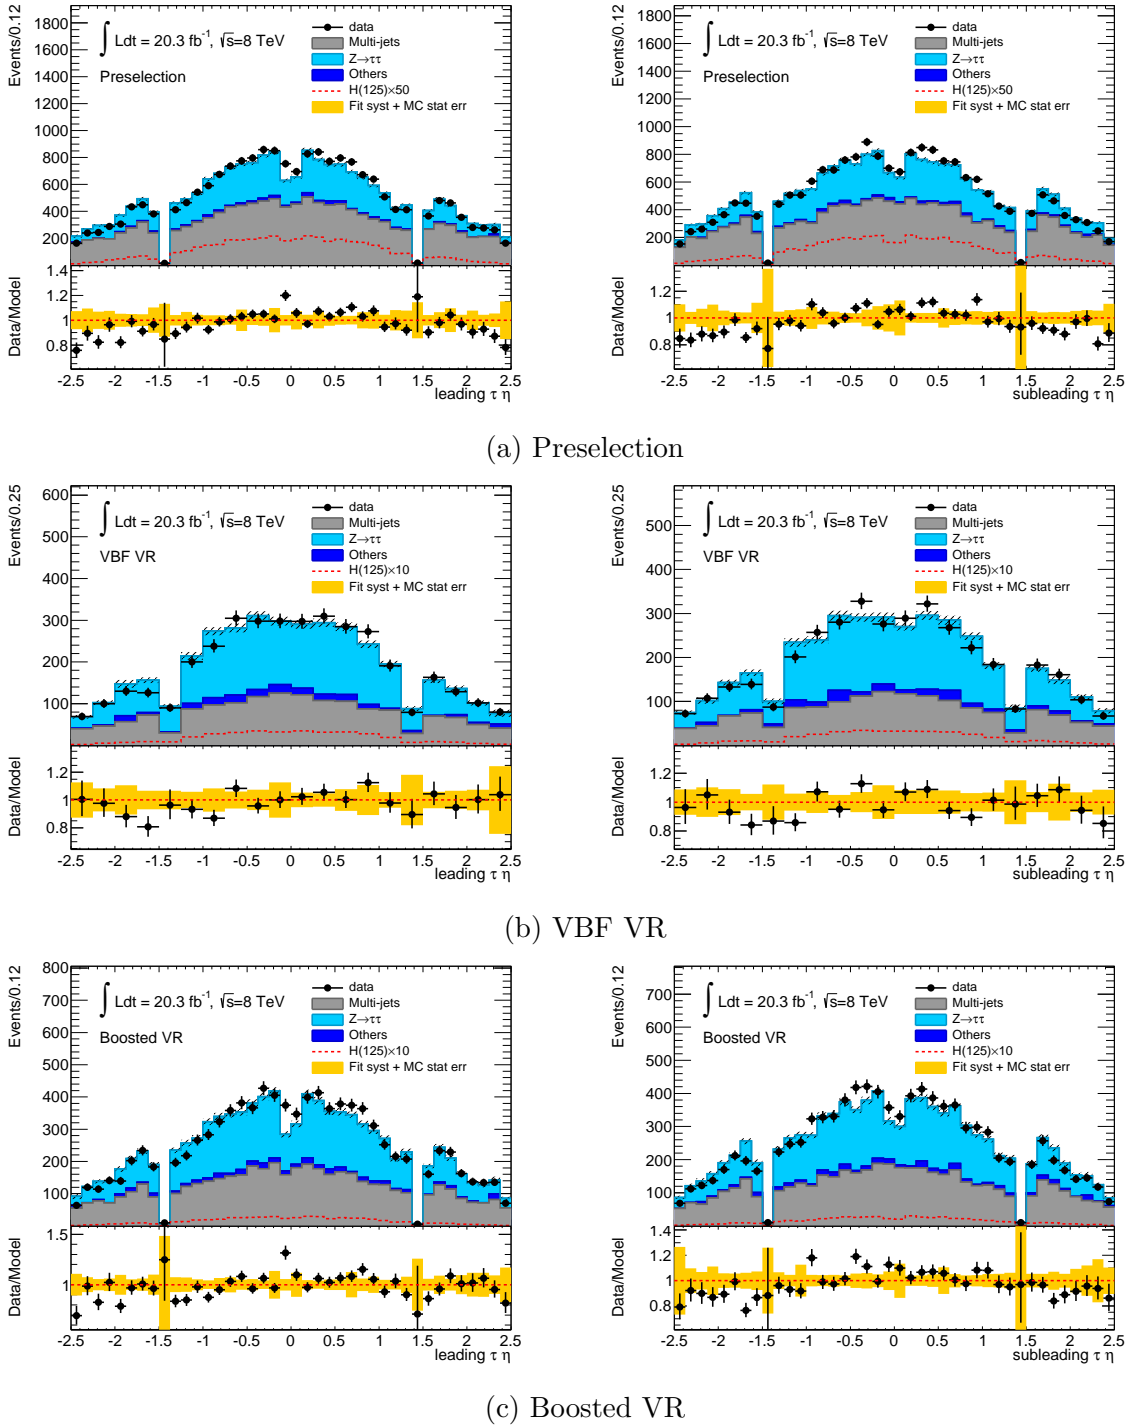 Events/0.12
1800
1600
1400
1200
1000
800
600
400
200
∫ Ldt = 20.3 fb⁻¹, √s=8 TeV
Preselection
data
Multi-jets
Z→ττ
Others
H(125)×50
Fit syst + MC stat err
Data/Model
1.4
1.2
1
0.8
-2.5 -2 -1.5 -1 -0.5 0 0.5 1 1.5 2 2.5
leading τ η
Events/0.12
1800
1600
1400
1200
1000
800
600
400
200
∫ Ldt = 20.3 fb⁻¹, √s=8 TeV
Preselection
data
Multi-jets
Z→ττ
Others
H(125)×50
Fit syst + MC stat err
Data/Model
1.2
1
0.8
-2.5 -2 -1.5 -1 -0.5 0 0.5 1 1.5 2 2.5
subleading τ η
(a) Preselection
Events/0.25
600
500
400
300
200
100
∫ Ldt = 20.3 fb⁻¹, √s=8 TeV
VBF VR
data
Multi-jets
Z→ττ
Others
H(125)×10
Fit syst + MC stat err
Data/Model
1.2
1
0.8
-2.5 -2 -1.5 -1 -0.5 0 0.5 1 1.5 2 2.5
leading τ η
Events/0.25
500
400
300
200
100
∫ Ldt = 20.3 fb⁻¹, √s=8 TeV
VBF VR
data
Multi-jets
Z→ττ
Others
H(125)×10
Fit syst + MC stat err
Data/Model
1.2
1
0.8
-2.5 -2 -1.5 -1 -0.5 0 0.5 1 1.5 2 2.5
subleading τ η
(b) VBF VR
Events/0.12
800
700
600
500
400
300
200
100
∫ Ldt = 20.3 fb⁻¹, √s=8 TeV
Boosted VR
data
Multi-jets
Z→ττ
Others
H(125)×10
Fit syst + MC stat err
Data/Model
1.5
1
-2.5 -2 -1.5 -1 -0.5 0 0.5 1 1.5 2 2.5
leading τ η
Events/0.12
700
600
500
400
300
200
100
∫ Ldt = 20.3 fb⁻¹, √s=8 TeV
Boosted VR
data
Multi-jets
Z→ττ
Others
H(125)×10
Fit syst + MC stat err
Data/Model
1.4
1.2
1
0.8
-2.5 -2 -1.5 -1 -0.5 0 0.5 1 1.5 2 2.5
subleading τ η
(c) Boosted VR